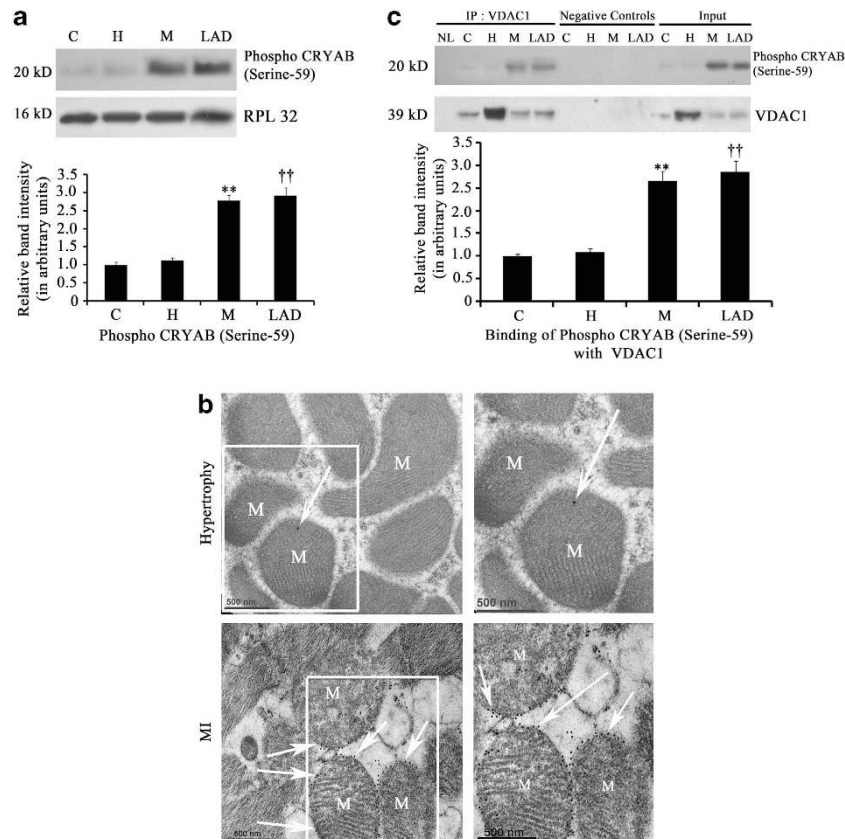 a
C H M LAD
20 kD
Phospho CRYAB
(Serine-59)
16 kD
RPL 32
Relative band intensity
(in arbitrary units)
3.5
3.0
2.5
2.0
1.5
1.0
0.5
0
**
††
C H M LAD
Phospho CRYAB (Serine-59)
c
IP : VDAC1 Negative Controls Input
NL C H M LAD C H M LAD C H M LAD
20 kD
Phospho CRYAB
(Serine-59)
39 kD
VDAC1
Relative band intensity
(in arbitrary units)
3.5
3.0
2.5
2.0
1.5
1.0
0.5
0
**
††
C H M LAD
Binding of Phospho CRYAB (Serine-59)
with VDAC1
b
Hypertrophy
M
M
M
500 nm
M
M
500 nm
MI
M
M
M
500 nm
M
M
M
500 nm